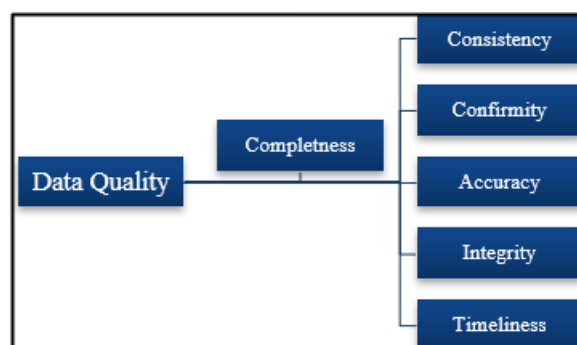 Consistency
Confirmity
Completness
Data Quality
Accuracy
Integrity
Timeliness